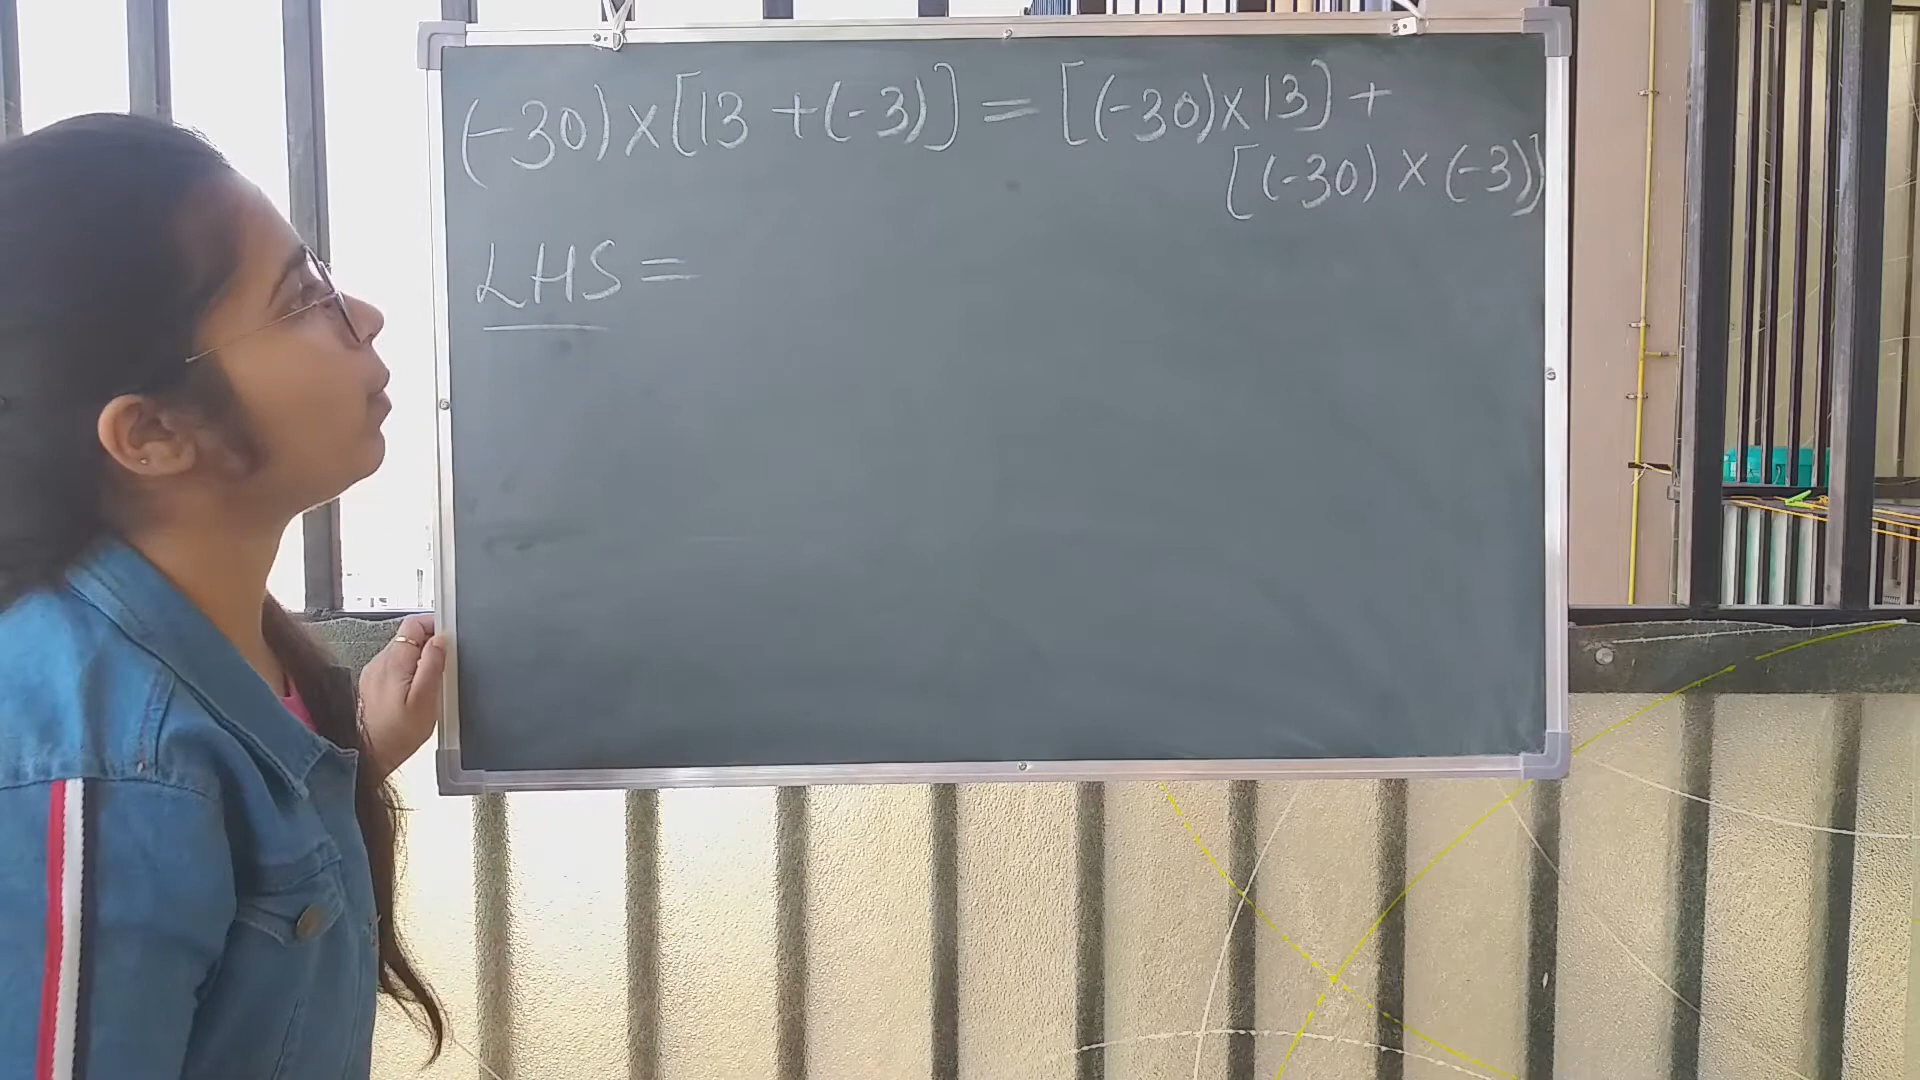 (-30) × [13 + (-3)] = [(-30) × 13] +
[(-30) × (-3)]
LHS =